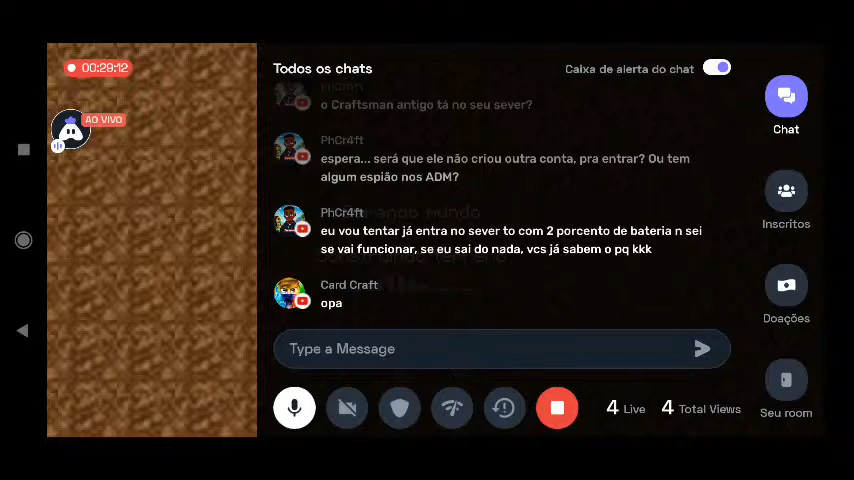 00:29:12
AO VIVO
Todos os chats
Caixa de alerta do chat
o Craftsman antigo tá no seu sever?
PhCr4ft
espera... será que ele não criou outra conta, pra entrar? Ou tem
algum espião nos ADM?
PhCr4ft
eu vou tentar já entra no sever to com 2 porcento de bateria n sei
se vai funcionar, se eu sai do nada, vcs já sabem o pq kkk
Card Craft
opa
Type a Message
4 Live
4 Total Views
Chat
Inscritos
Doações
Seu room